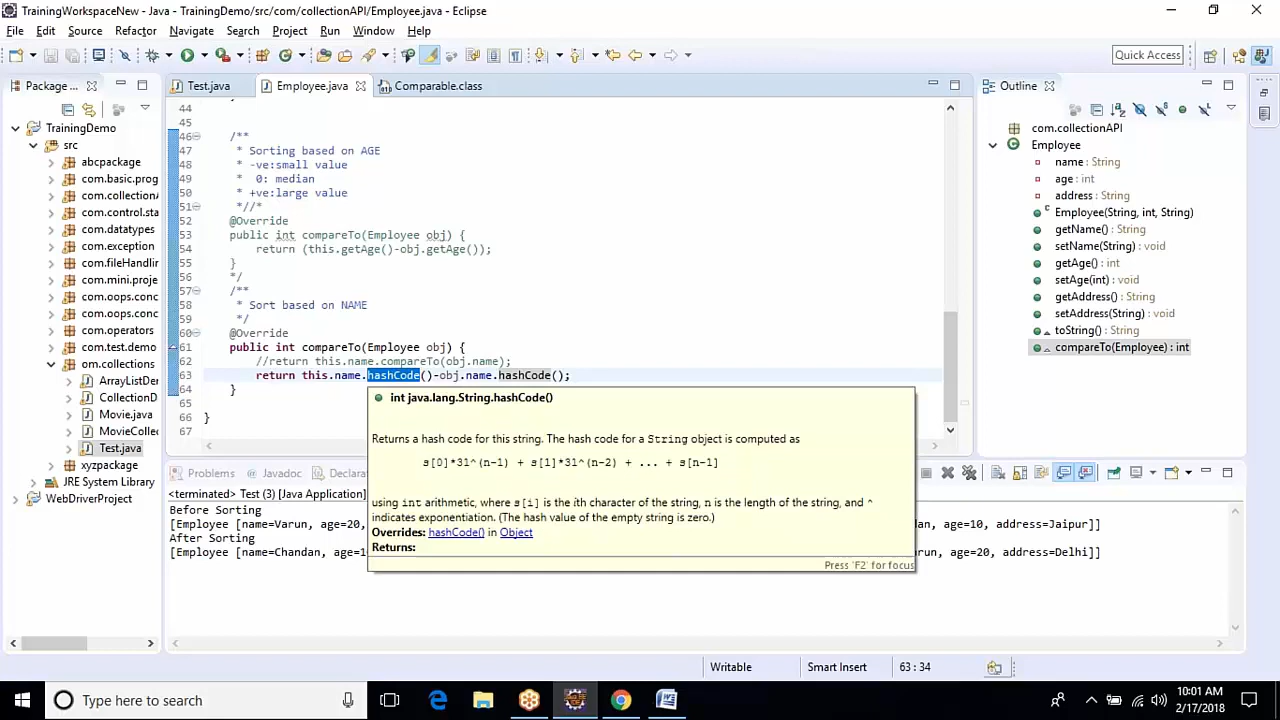 TrainingWorkspaceNew - Java - TrainingDemo/src/com/collectionAPI/Employee.java - Eclipse
File Edit Source Refactor Navigate Search Project Run Window Help
Quick Access
Package...
Test.java Employee.java Comparable.class
Outline
TrainingDemo
src
abcpackage
com.basic.prog
com.collectionA
com.control.sta
com.datatypes
com.exception
com.fileHandlin
com.mini.proje
com.oops.conc
com.oops.conc
com.operators
com.test.demo
om.collections
ArrayListDer
CollectionD
Movie.java
MovieCollec
Test.java
xyzpackage
JRE System Library
WebDriverProject
44
45
46 /**
47 * Sorting based on AGE
48 * -ve:small value
49 * 0: median
50 * +ve:large value
51 *//*
52 @Override
53 public int compareTo(Employee obj) {
54 return (this.getAge()-obj.getAge());
55 }
56 */
57 /**
58 * Sort based on NAME
59 */
60 @Override
61 public int compareTo(Employee obj) {
62 //return this.name.compareTo(obj.name);
63 return this.name.hashCode()-obj.name.hashCode();
64 }
65
66 }
67
int java.lang.String.hashCode()
Returns a hash code for this string. The hash code for a String object is computed as
s[0]*31^(n-1) + s[1]*31^(n-2) + ... + s[n-1]
using int arithmetic, where s[i] is the ith character of the string, n is the length of the string, and ^
indicates exponentiation. (The hash value of the empty string is zero.)
Overrides: hashCode() in Object
Returns:
Press 'F2' for focus
com.collectionAPI
Employee
name : String
age : int
address : String
Employee(String, int, String)
getName() : String
setName(String) : void
getAge() : int
setAge(int) : void
getAddress() : String
setAddress(String) : void
toString() : String
compareTo(Employee) : int
Problems Javadoc Declara
<terminated> Test (3) [Java Application]
Before Sorting
[Employee [name=Varun, age=20, dan, age=10, address=Jaipur]]
After Sorting
[Employee [name=Chandan, age=1 run, age=20, address=Delhi]]
Writable Smart Insert 63 : 34
Type here to search
10:01 AM
2/17/2018